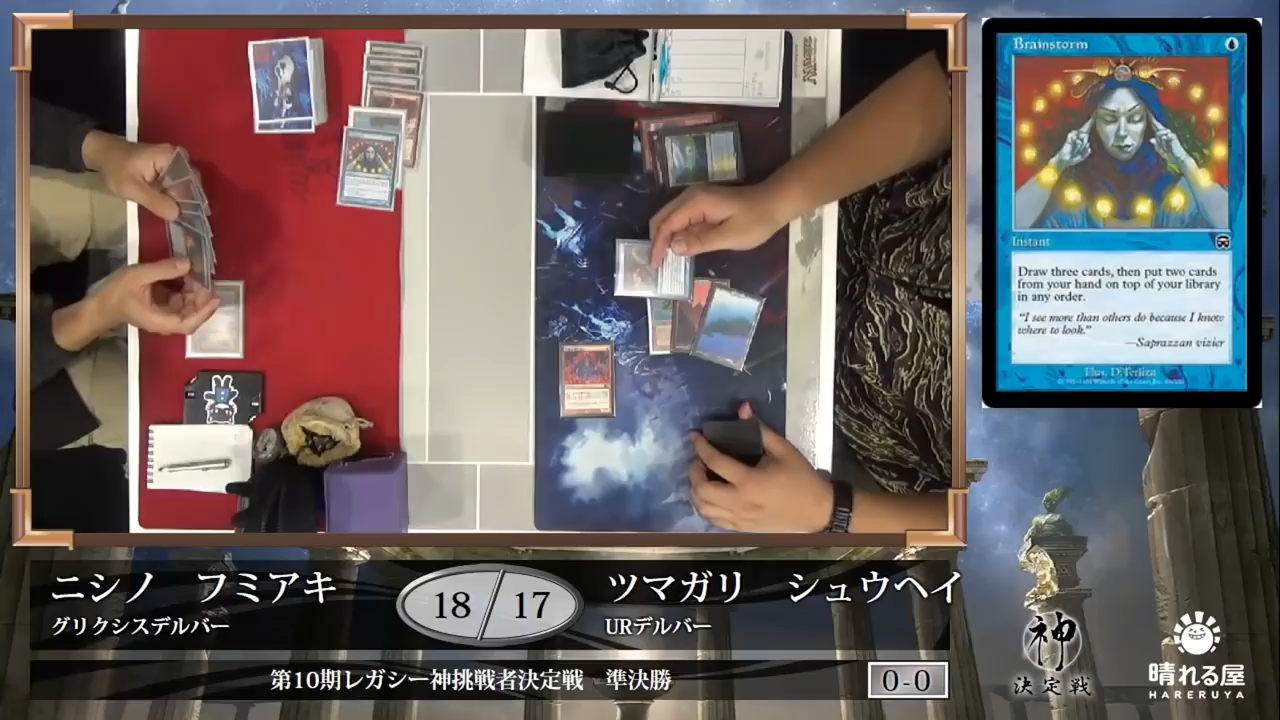 Brainstorm
Instant
Draw three cards, then put two cards
from your hand on top of your library
in any order.
"I see more than others do because I know
where to look."
—Saprazzan vizier
Illus. D.Terlizzi
ニシノ フミアキ
グリクシスデルバー
18 / 17
ツマガリ シュウヘイ
URデルバー
第10期レガシー神挑戦者決定戦 準決勝
0-0
神
決定戦
晴れる屋
HARERUYA